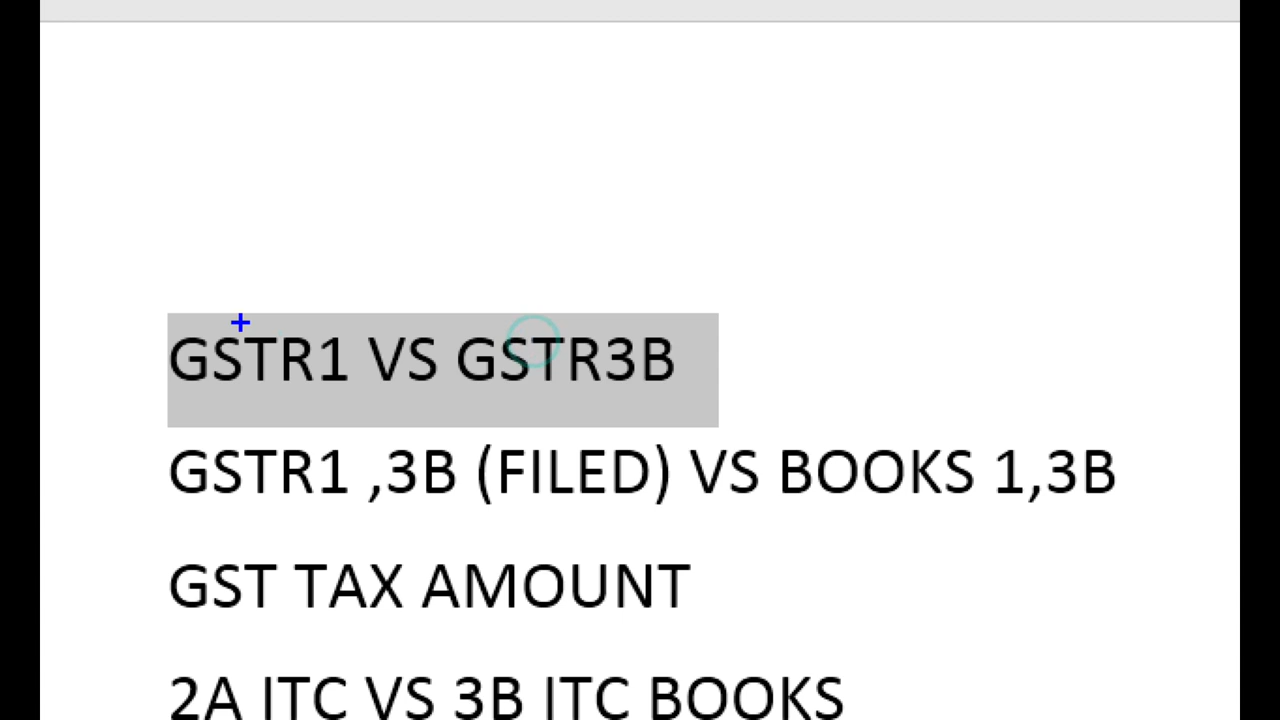 GSTR1 VS GSTR3B
GSTR1 ,3B (FILED) VS BOOKS 1,3B
GST TAX AMOUNT
2A ITC VS 3B ITC BOOKS